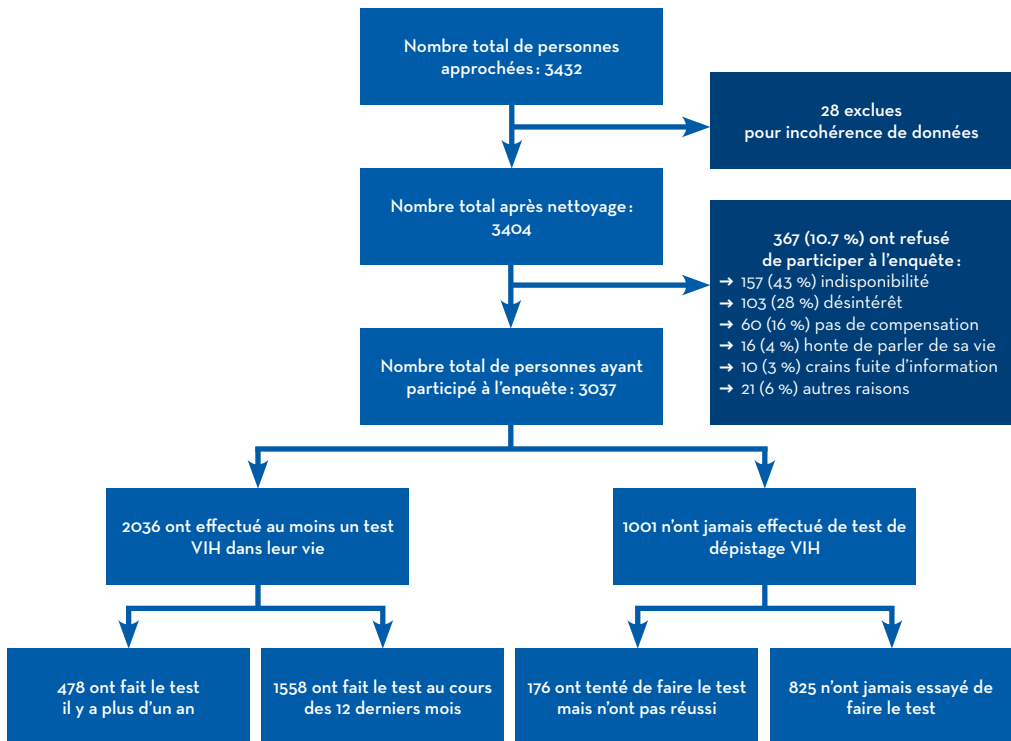 Nombre total de personnes
approchées : 3432
28 exclues
pour incohérence de données
Nombre total après nettoyage :
3404
367 (10.7 %) ont refusé
de participer à l’enquête :
→ 157 (43 %) indisponibilité
→ 103 (28 %) désintérêt
→ 60 (16 %) pas de compensation
→ 16 (4 %) honte de parler de sa vie
→ 10 (3 %) crains fuite d’information
→ 21 (6 %) autres raisons
Nombre total de personnes ayant
participé à l’enquête : 3037
2036 ont effectué au moins un test
VIH dans leur vie
1001 n’ont jamais effectué de test de
dépistage VIH
478 ont fait le test
il y a plus d’un an
1558 ont fait le test au cours
des 12 derniers mois
176 ont tenté de faire le test
mais n’ont pas réussi
825 n’ont jamais essayé de
faire le test